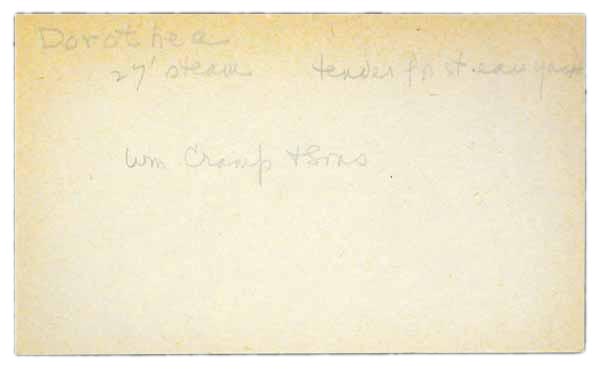 Dorothea
27' steam tender for steam yacht
Wm Cramp & Sons